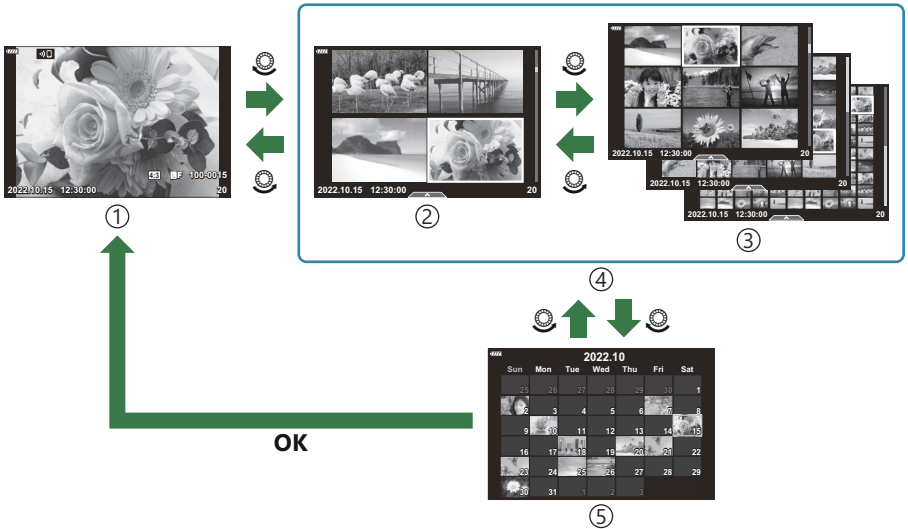 4:3 LF 100-0015
2022.10.15 12:30:00 20
①
2022.10.15 12:30:00 20
②
2022.10.15 12:30:00 20
2022.10.15 12:30:00
2022.10.15 12:30:00 20
③
④
2022.10
Sun Mon Tue Wed Thu Fri Sat
25 26 27 28 29 30 1
2 3 4 5 6 7 8
9 10 11 12 13 14 15
16 17 18 19 20 21 22
23 24 25 26 27 28 29
30 31 1 2 3
OK
⑤